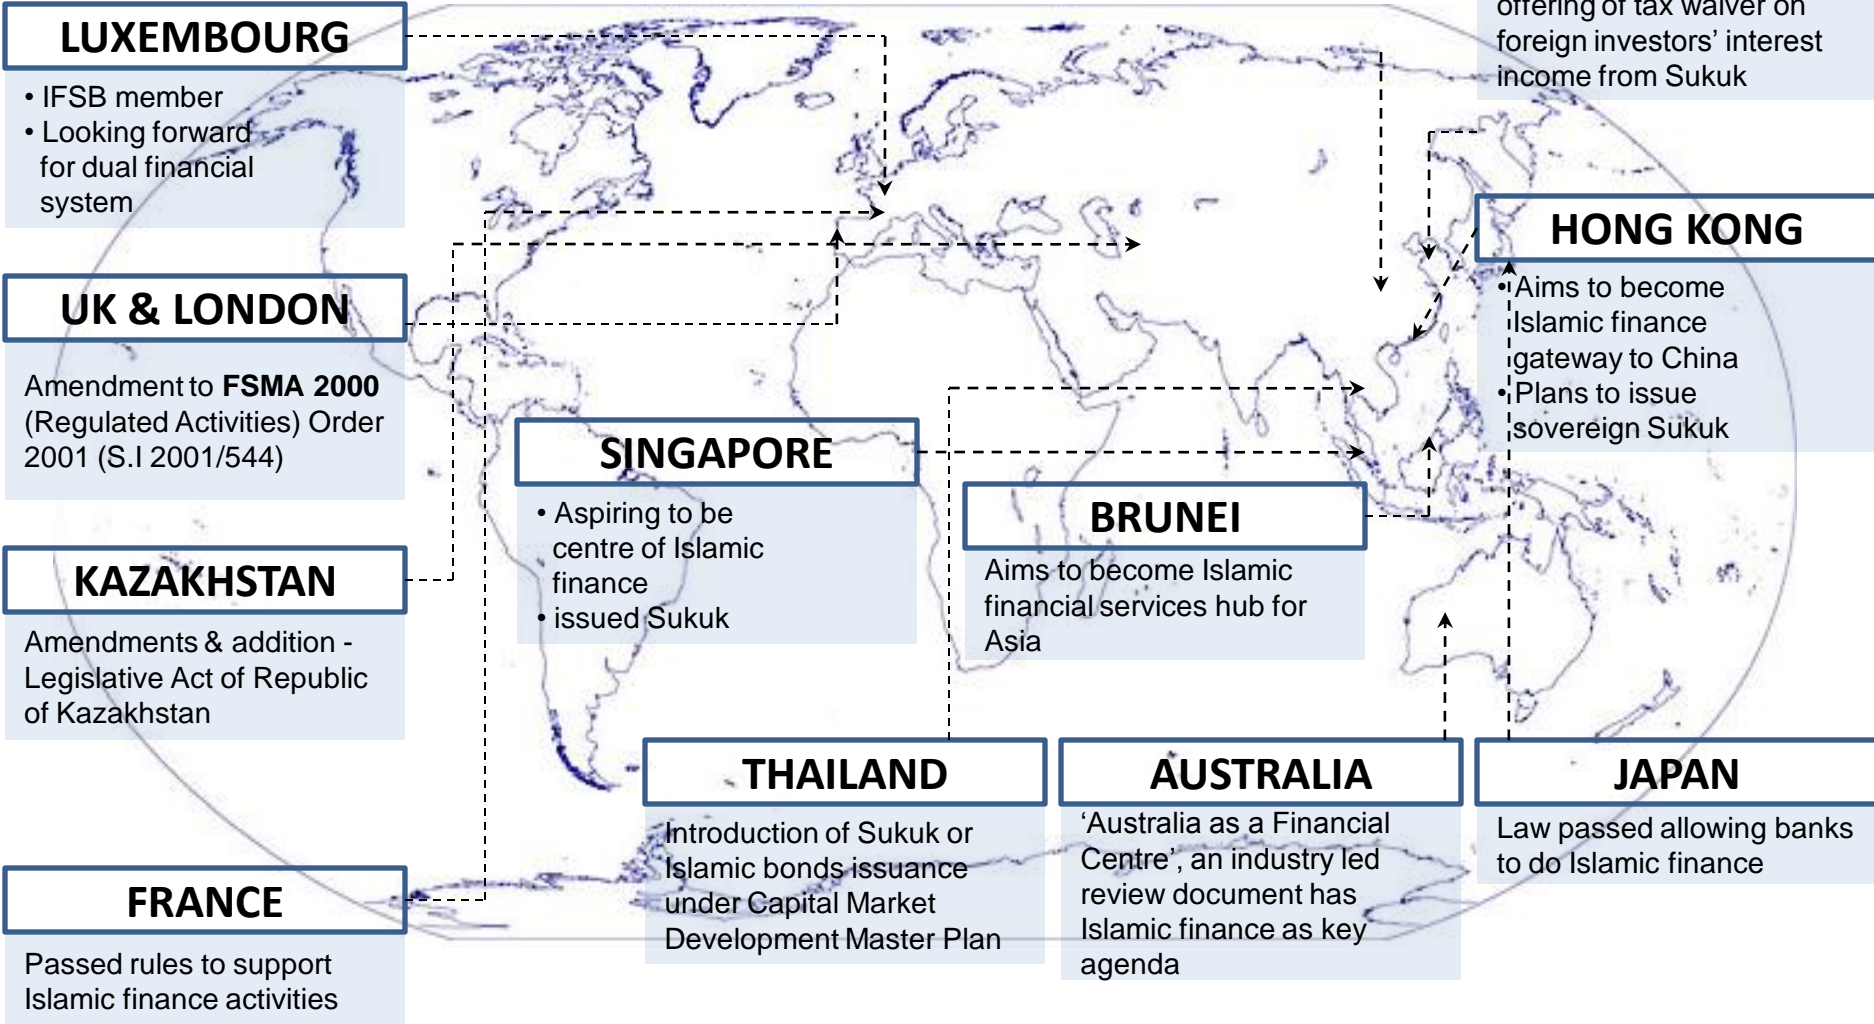 LUXEMBOURG
• IFSB member
• Looking forward
for dual financial
system
UK & LONDON
Amendment to FSMA 2000
(Regulated Activities) Order
2001 (S.I 2001/544)
KAZAKHSTAN
Amendments & addition -
Legislative Act of Republic
of Kazakhstan
FRANCE
Passed rules to support
Islamic finance activities
SINGAPORE
• Aspiring to be
centre of Islamic
finance
• issued Sukuk
BRUNEI
Aims to become Islamic
financial services hub for
Asia
THAILAND
Introduction of Sukuk or
Islamic bonds issuance
under Capital Market
Development Master Plan
AUSTRALIA
‘Australia as a Financial
Centre’, an industry led
review document has
Islamic finance as key
agenda
offering of tax waiver on
foreign investors’ interest
income from Sukuk
HONG KONG
• Aims to become
Islamic finance
gateway to China
• Plans to issue
sovereign Sukuk
JAPAN
Law passed allowing banks
to do Islamic finance